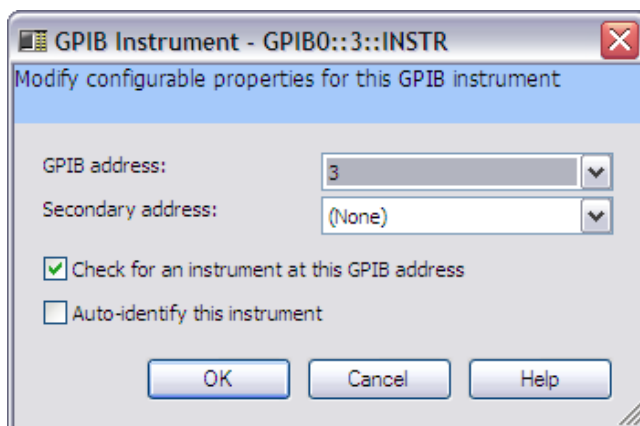 GPIB Instrument - GPIB0::3::INSTR
Modify configurable properties for this GPIB instrument
GPIB address: 3
Secondary address: (None)
Check for an instrument at this GPIB address
Auto-identify this instrument
OK Cancel Help